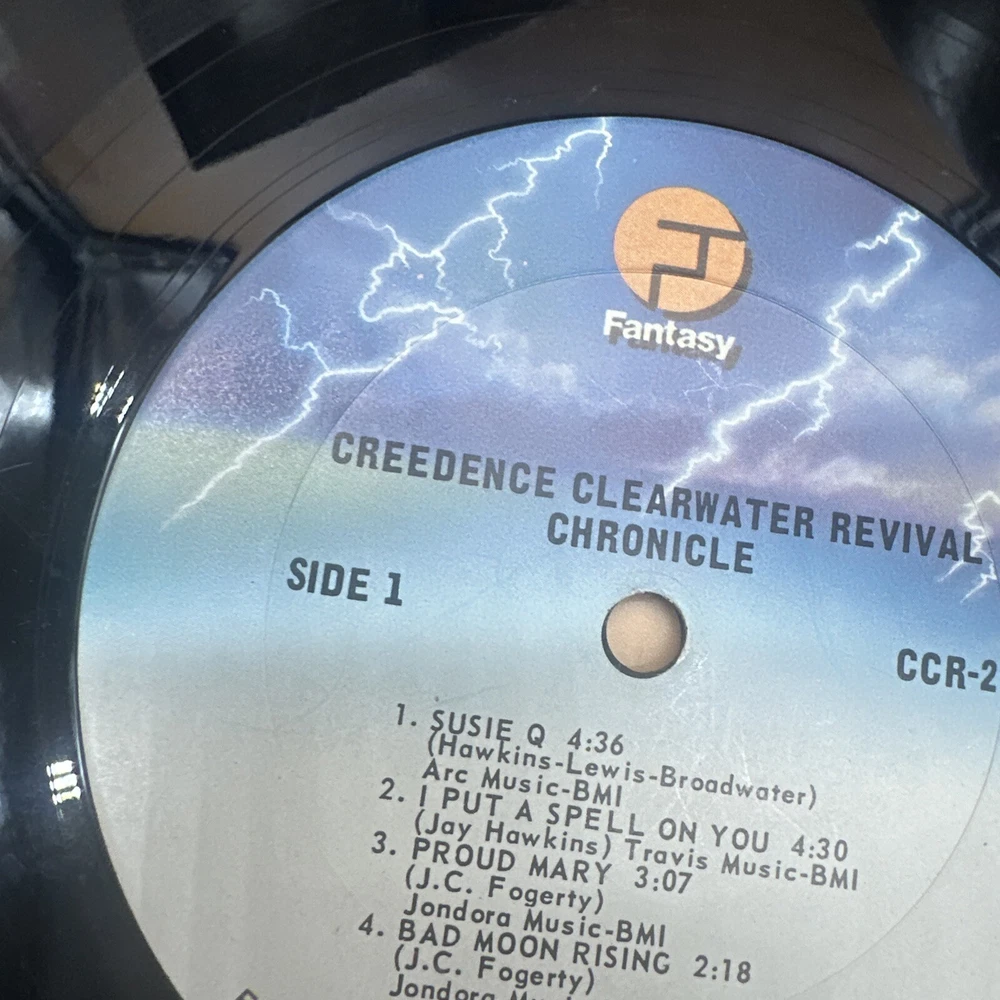 Fantasy
CREEDENCE CLEARWATER REVIVAL
CHRONICLE
SIDE 1
CCR-2
1. SUSIE Q 4:36
(Hawkins-Lewis-Broadwater)
Arc Music-BMI
2. I PUT A SPELL ON YOU 4:30
(Jay Hawkins) Travis Music-BMI
3. PROUD MARY 3:07
(J.C. Fogerty)
Jondora Music-BMI
4. BAD MOON RISING 2:18
(J.C. Fogerty)
Jondora